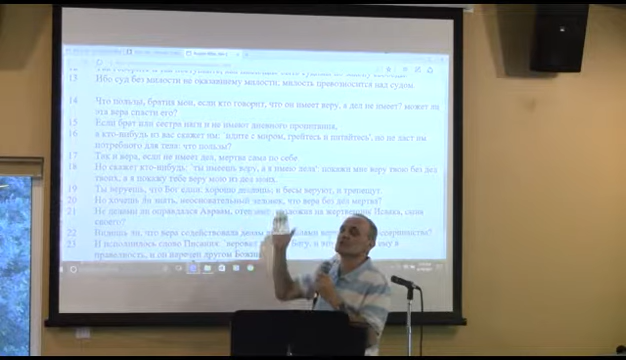 13 Ибо суд без милости не оказавшему милости; милость превозносится над судом.
14 Что пользы, братия мои, если кто говорит, что он имеет веру, а дел не имеет? может ли
эта вера спасти его?
15 Если брат или сестра наги и не имеют дневного пропитания,
16 а кто-нибудь из вас скажет им: 'идите с миром, грейтесь и питайтесь', но не даст им
потребного для тела: что пользы?
17 Так и вера, если не имеет дел, мертва сама по себе.
18 Но скажет кто-нибудь: 'ты имеешь веру, а я имею дела': покажи мне веру твою без дел
твоих, а я покажу тебе веру мою из дел моих.
19 Ты веруешь, что Бог един: хорошо делаешь; и бесы веруют, и трепещут.
20 Но хочешь ли знать, неосновательный человек, что вера без дел мертва?
21 Не делами ли оправдался Авраам, отец на жертвенник Исаака, сына
своего?
22 Видишь ли, что вера содействовала делам
23 И исполнилось слово Писания: 'веровал Богу, и
праведность, и он наречен другом Божиим